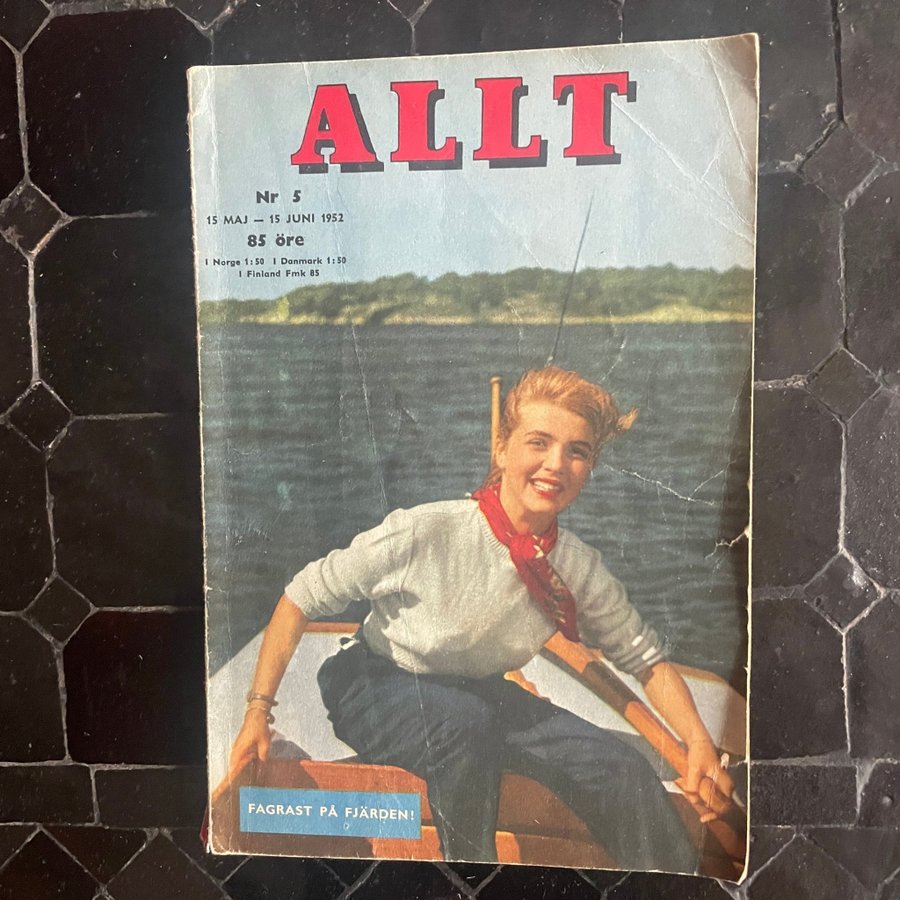 ALLT
Nr 5
15 MAJ — 15 JUNI 1952
85 öre
I Norge 1:50 I Danmark 1:50
I Finland Fmk 85
FAGRAST PÅ FJÄRDEN!